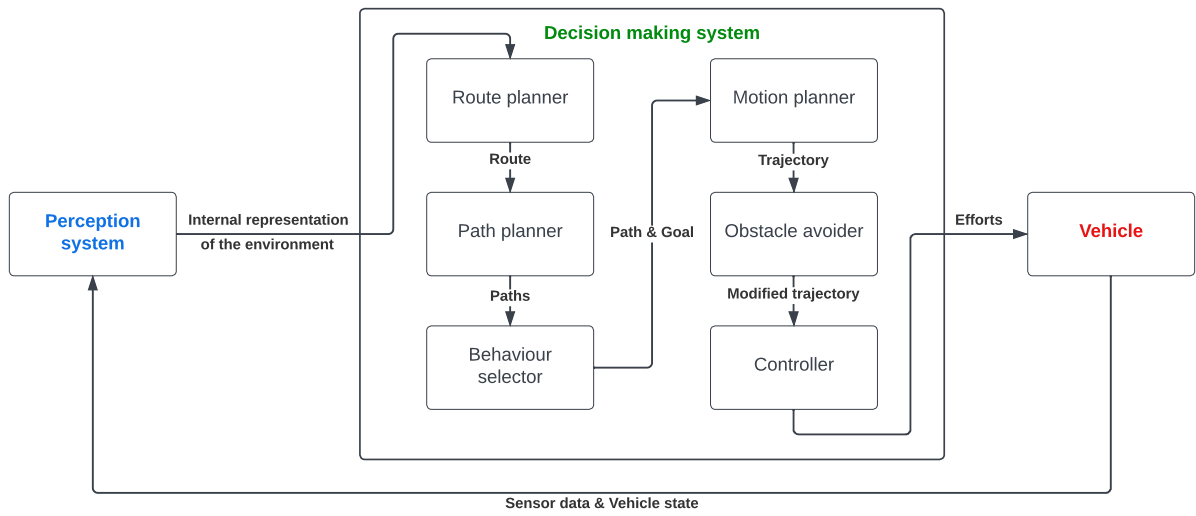 Decision making system
Route planner
Motion planner
Route
Trajectory
Perception
system
Internal representation
of the environment
Path planner
Path & Goal
Obstacle avoider
Efforts
Vehicle
Paths
Modified trajectory
Behaviour
selector
Controller
Sensor data & Vehicle state